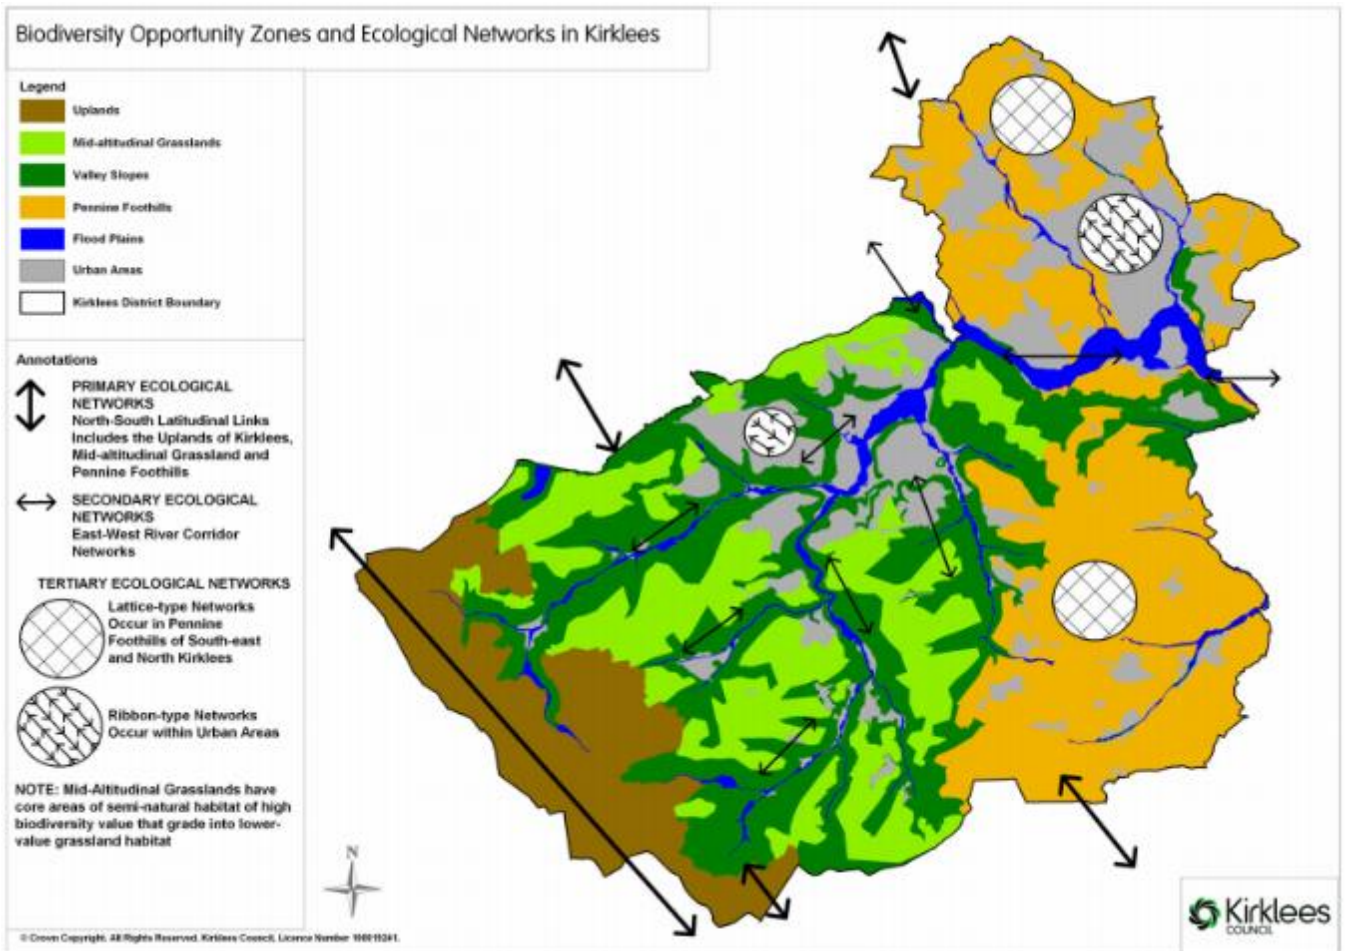 Biodiversity Opportunity Zones and Ecological Networks in Kirklees
Legend
Uplands
Mid-altitudinal Grasslands
Valley Slopes
Pennine Foothills
Flood Plains
Urban Areas
Kirklees District Boundary
Annotations
PRIMARY ECOLOGICAL
NETWORKS
North-South Latitudinal Links
Includes the Uplands of Kirklees,
Mid-altitudinal Grassland and
Pennine Foothills
SECONDARY ECOLOGICAL
NETWORKS
East-West River Corridor
Networks
TERTIARY ECOLOGICAL NETWORKS
Lattice-type Networks
Occur in Pennine
Foothills of South-east
and North Kirklees
Ribbon-type Networks
Occur within Urban Areas
NOTE: Mid-Altitudinal Grasslands have
core areas of semi-natural habitat of high
biodiversity value that grade into lower-
value grassland habitat
N
© Crown Copyright. All Rights Reserved. Kirklees Council, Licence Number
Kirklees
COUNCIL